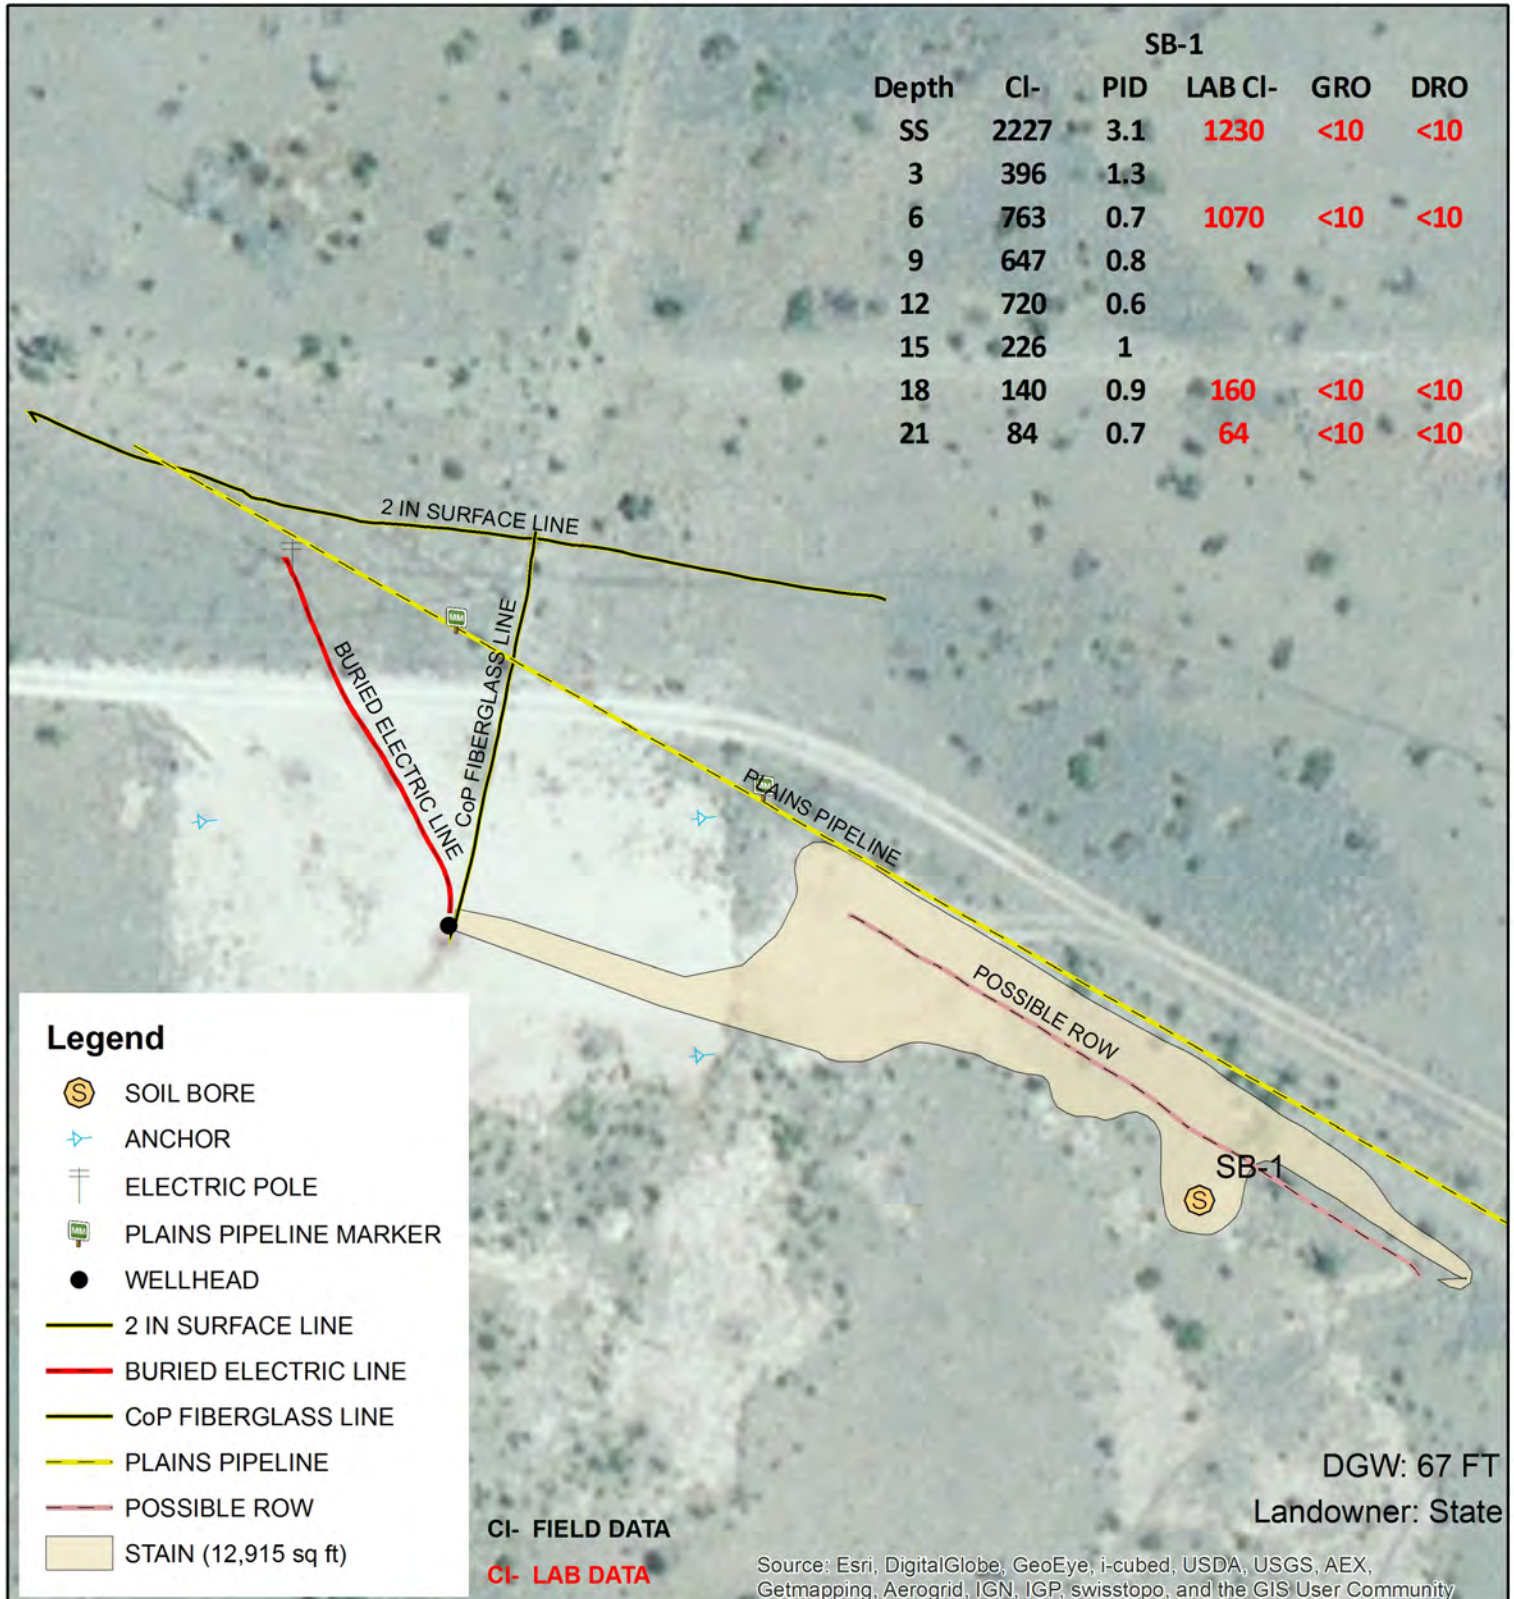 SB-1
Depth Cl- PID LAB Cl- GRO DRO
SS 2227 3.1 1230 <10 <10
3 396 1.3
6 763 0.7 1070 <10 <10
9 647 0.8
12 720 0.6
15 226 1
18 140 0.9 160 <10 <10
21 84 0.7 64 <10 <10
2 IN SURFACE LINE
MM
BURIED ELECTRIC LINE
CoP FIBERGLASS LINE
MM
PLAINS PIPELINE
POSSIBLE ROW
SB-1
S
Legend
S SOIL BORE
ANCHOR
ELECTRIC POLE
MM PLAINS PIPELINE MARKER
WELLHEAD
2 IN SURFACE LINE
BURIED ELECTRIC LINE
CoP FIBERGLASS LINE
PLAINS PIPELINE
POSSIBLE ROW
STAIN (12,915 sq ft)
Cl- FIELD DATA
Cl- LAB DATA
DGW: 67 FT
Landowner: State
Source: Esri, DigitalGlobe, GeoEye, i-cubed, USDA, USGS, AEX,
Getmapping, Aerogrid, IGN, IGP, swisstopo, and the GIS User Community